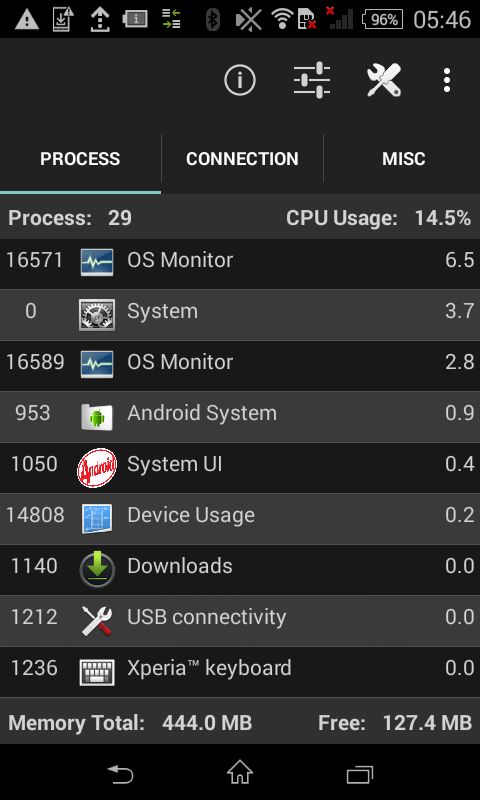 96% 05:46
PROCESS CONNECTION MISC
Process: 29 CPU Usage: 14.5%
16571 OS Monitor 6.5
0 System 3.7
16589 OS Monitor 2.8
953 Android System 0.9
1050 Android System UI 0.4
14808 Device Usage 0.2
1140 Downloads 0.0
1212 USB connectivity 0.0
1236 Xperia™ keyboard 0.0
Memory Total: 444.0 MB Free: 127.4 MB